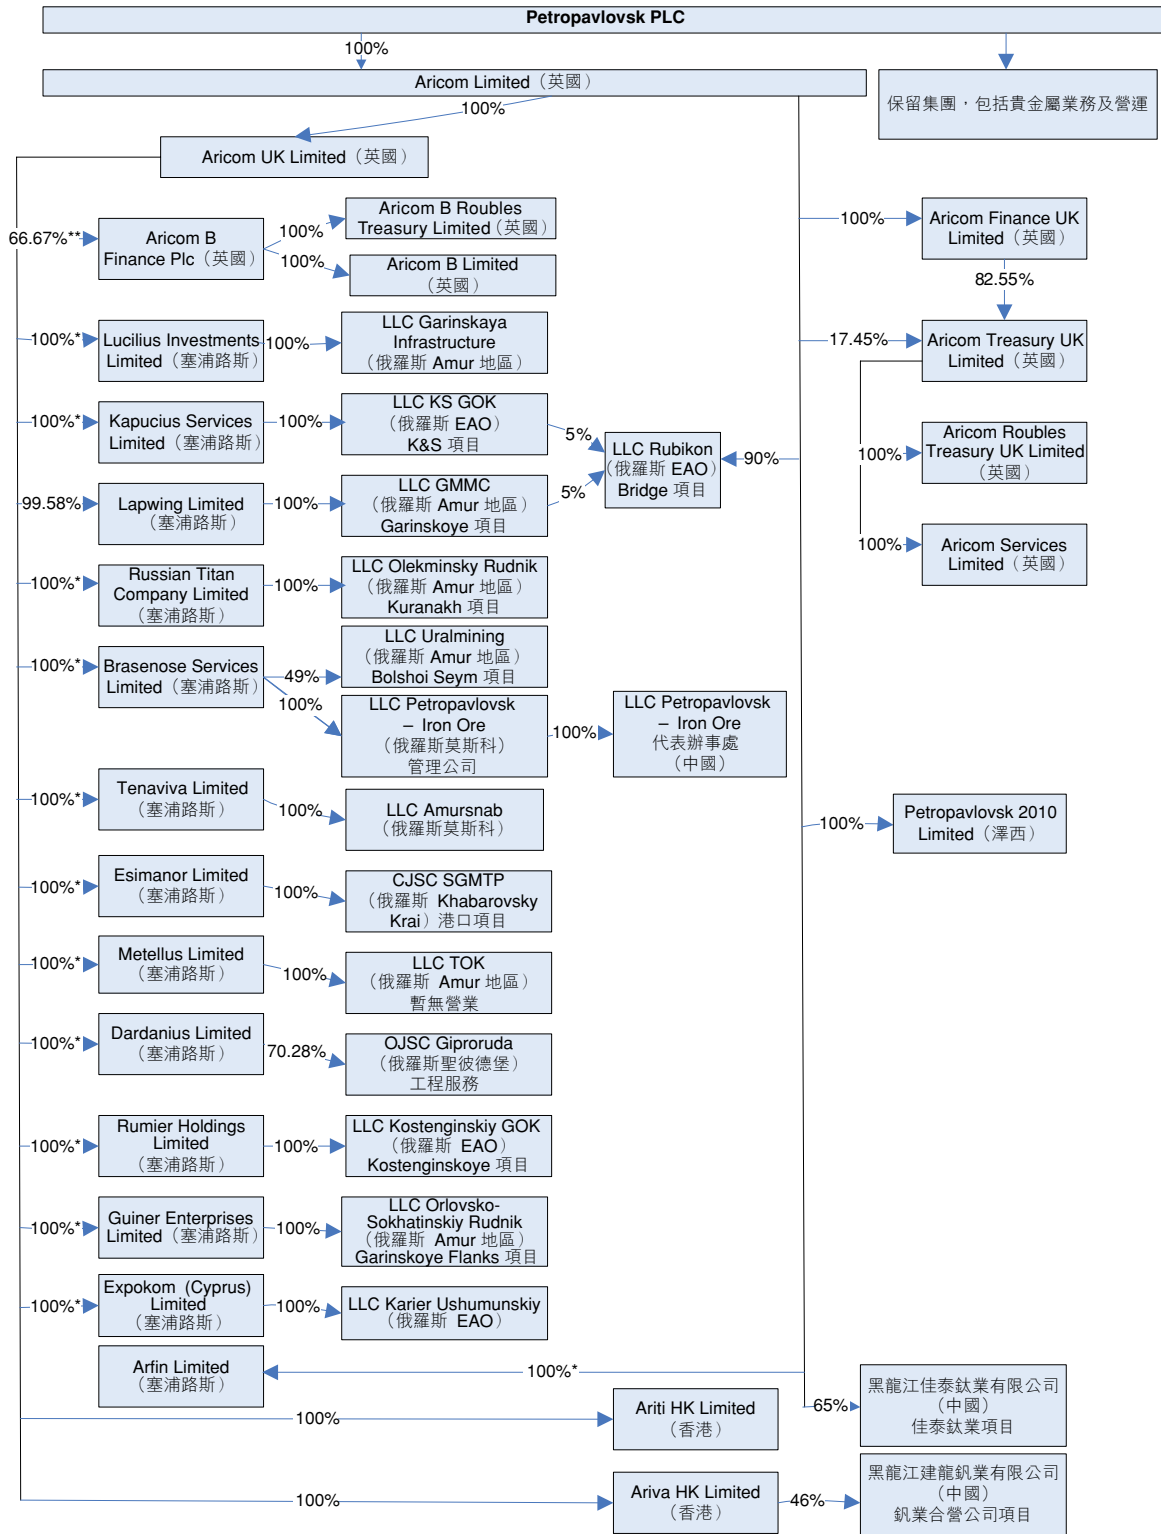 Petropavlovsk PLC
100%
Aricom Limited（英國）
保留集團，包括貴金屬業務及營運
100%
Aricom UK Limited（英國）
66.67%**
Aricom B
Finance Plc（英國）
100%
Aricom B Roubles
Treasury Limited（英國）
100%
Aricom B Limited
（英國）
100%
Aricom Finance UK
Limited（英國）
82.55%
100%*
Lucilius Investments
Limited（塞浦路斯）
100%
LLC Garinskaya
Infrastructure
（俄羅斯 Amur 地區）
17.45%
Aricom Treasury UK
Limited（英國）
100%*
Kapucius Services
Limited（塞浦路斯）
100%
LLC KS GOK
（俄羅斯 EAO）
K&S 項目
5%
LLC Rubikon
（俄羅斯 EAO）
Bridge 項目
90%
100%
Aricom Roubles
Treasury UK Limited
（英國）
99.58%
Lapwing Limited
（塞浦路斯）
100%
LLC GMMC
（俄羅斯 Amur 地區）
Garinskoye 項目
5%
100%
Aricom Services
Limited（英國）
100%*
Russian Titan
Company Limited
（塞浦路斯）
100%
LLC Olekminsky Rudnik
（俄羅斯 Amur 地區）
Kuranakh 項目
100%*
Brasenose Services
Limited（塞浦路斯）
49%
LLC Uralmining
（俄羅斯 Amur 地區）
Bolshoi Seym 項目
100%
LLC Petropavlovsk
– Iron Ore
（俄羅斯莫斯科）
管理公司
100%
LLC Petropavlovsk
– Iron Ore
代表辦事處
（中國）
100%*
Tenaviva Limited
（塞浦路斯）
100%
LLC Amursnab
（俄羅斯莫斯科）
100%
Petropavlovsk 2010
Limited（澤西）
100%*
Esimanor Limited
（塞浦路斯）
100%
CJSC SGMTP
（俄羅斯 Khabarovsky
Krai）港口項目
100%*
Metellus Limited
（塞浦路斯）
100%
LLC TOK
（俄羅斯 Amur 地區）
暫無營業
100%*
Dardanius Limited
（塞浦路斯）
70.28%
OJSC Giproruda
（俄羅斯聖彼德堡）
工程服務
100%*
Rumier Holdings
Limited
（塞浦路斯）
100%
LLC Kostenginskiy GOK
（俄羅斯 EAO）
Kostenginskoye 項目
100%*
Guiner Enterprises
Limited（塞浦路斯）
100%
LLC Orlovsko-
Sokhatinskiy Rudnik
（俄羅斯 Amur 地區）
Garinskoye Flanks 項目
100%*
Expokom (Cyprus)
Limited
（塞浦路斯）
100%
LLC Karier Ushumunskiy
（俄羅斯 EAO）
Arfin Limited
（塞浦路斯）
100%*
100%
Ariti HK Limited
（香港）
65%
黑龍江佳泰鈦業有限公司
（中國）
佳泰鈦業項目
100%
Ariva HK Limited
（香港）
46%
黑龍江建龍釩業有限公司
（中國）
釩業合營公司項目